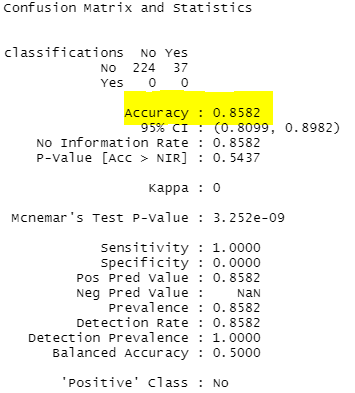 Confusion Matrix and Statistics
classifications No Yes
No 224 37
Yes 0 0
Accuracy : 0.8582
95% CI : (0.8099, 0.8982)
No Information Rate : 0.8582
P-Value [Acc > NIR] : 0.5437
Kappa : 0
Mcnemar's Test P-Value : 3.252e-09
Sensitivity : 1.0000
Specificity : 0.0000
Pos Pred Value : 0.8582
Neg Pred Value : NaN
Prevalence : 0.8582
Detection Rate : 0.8582
Detection Prevalence : 1.0000
Balanced Accuracy : 0.5000
'Positive' Class : No